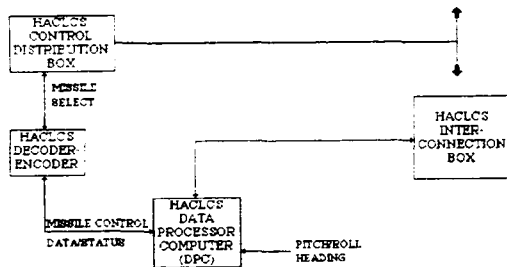 HACLCS
CONTROL
DISTRIBUTION
BOX
MISSILE
SELECT
HACLCS
DECODER-
ENCODER
HACLCS
INTER-
CONNECTION
BOX
MISSILE CONTROL
DATA/STATUS
HACLCS
DATA
PROCESSOR
COMPUTER
(DPC)
PITCH/ROLL
HEADING